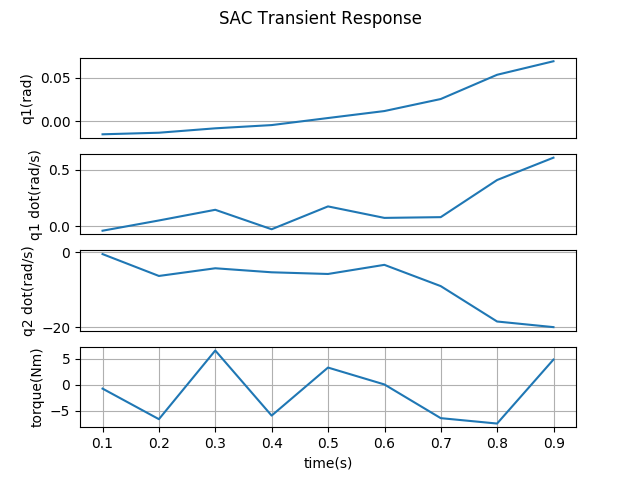 SAC Transient Response
q1(rad)
0.05
0.00
q1 dot(rad/s)
0.5
0.0
q2 dot(rad/s)
0
−20
torque(Nm)
5
0
−5
0.1 0.2 0.3 0.4 0.5 0.6 0.7 0.8 0.9
time(s)